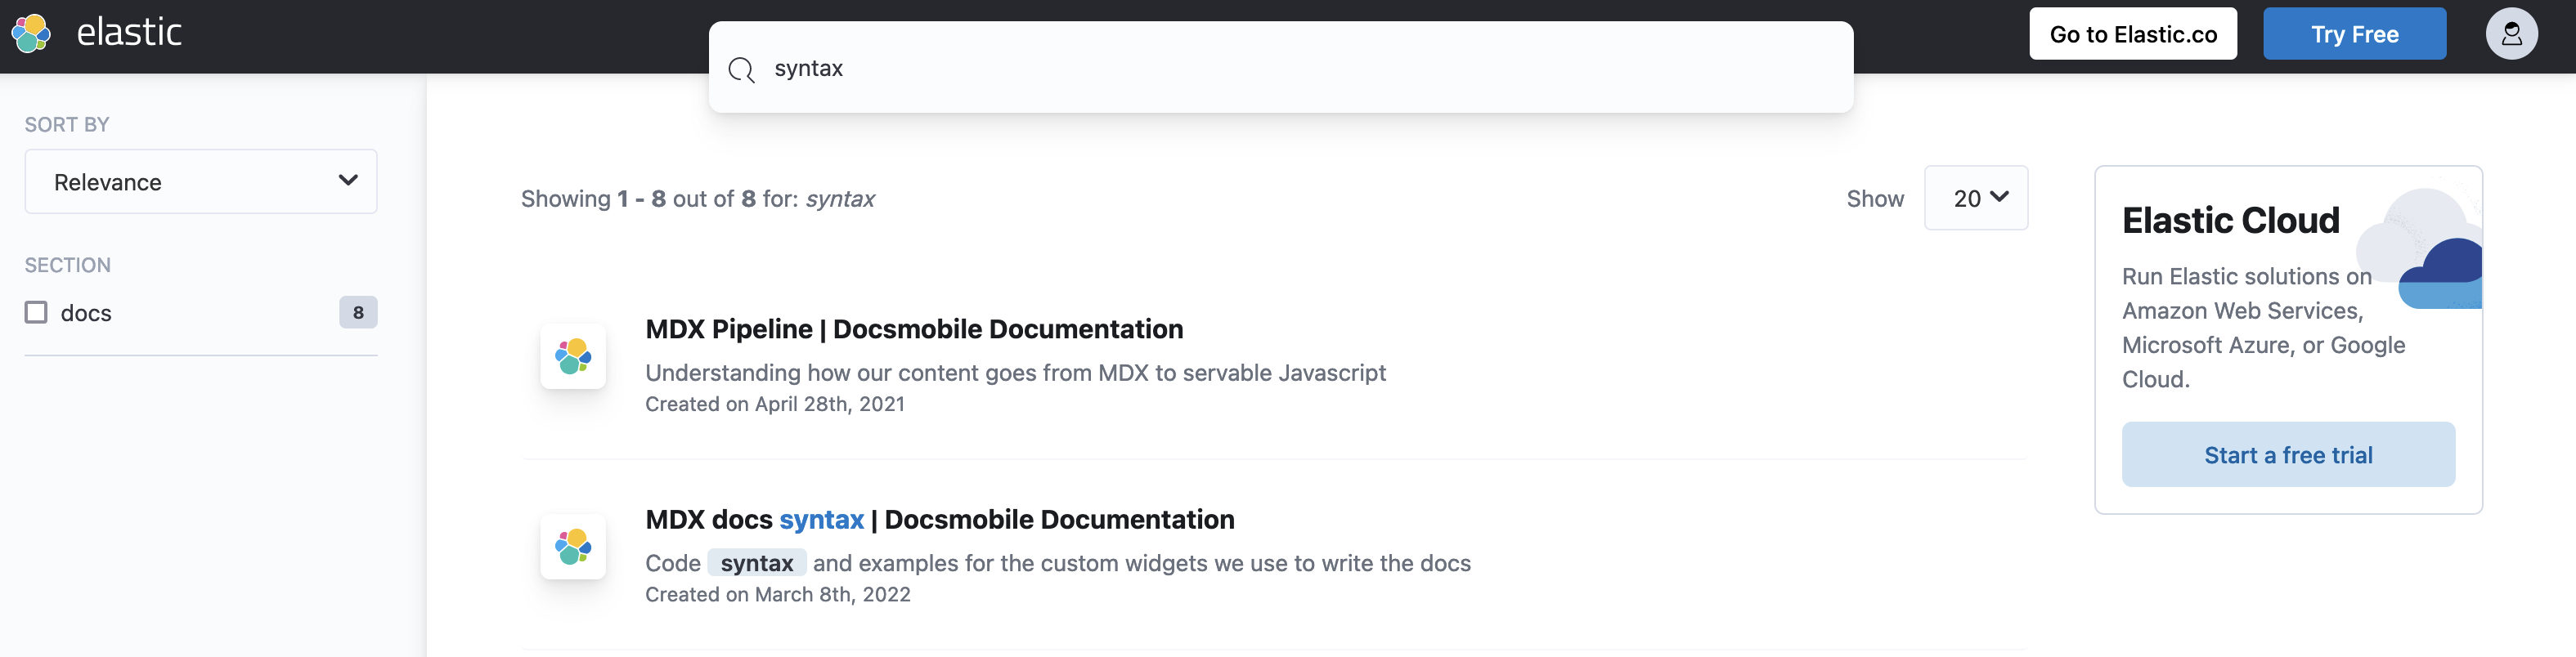 elastic
syntax
Go to Elastic.co
Try Free
SORT BY
Relevance
SECTION
docs 8
Showing 1 - 8 out of 8 for: syntax
Show 20
MDX Pipeline | Docsmobile Documentation
Understanding how our content goes from MDX to servable Javascript
Created on April 28th, 2021
MDX docs syntax | Docsmobile Documentation
Code syntax and examples for the custom widgets we use to write the docs
Created on March 8th, 2022
Elastic Cloud
Run Elastic solutions on
Amazon Web Services,
Microsoft Azure, or Google
Cloud.
Start a free trial